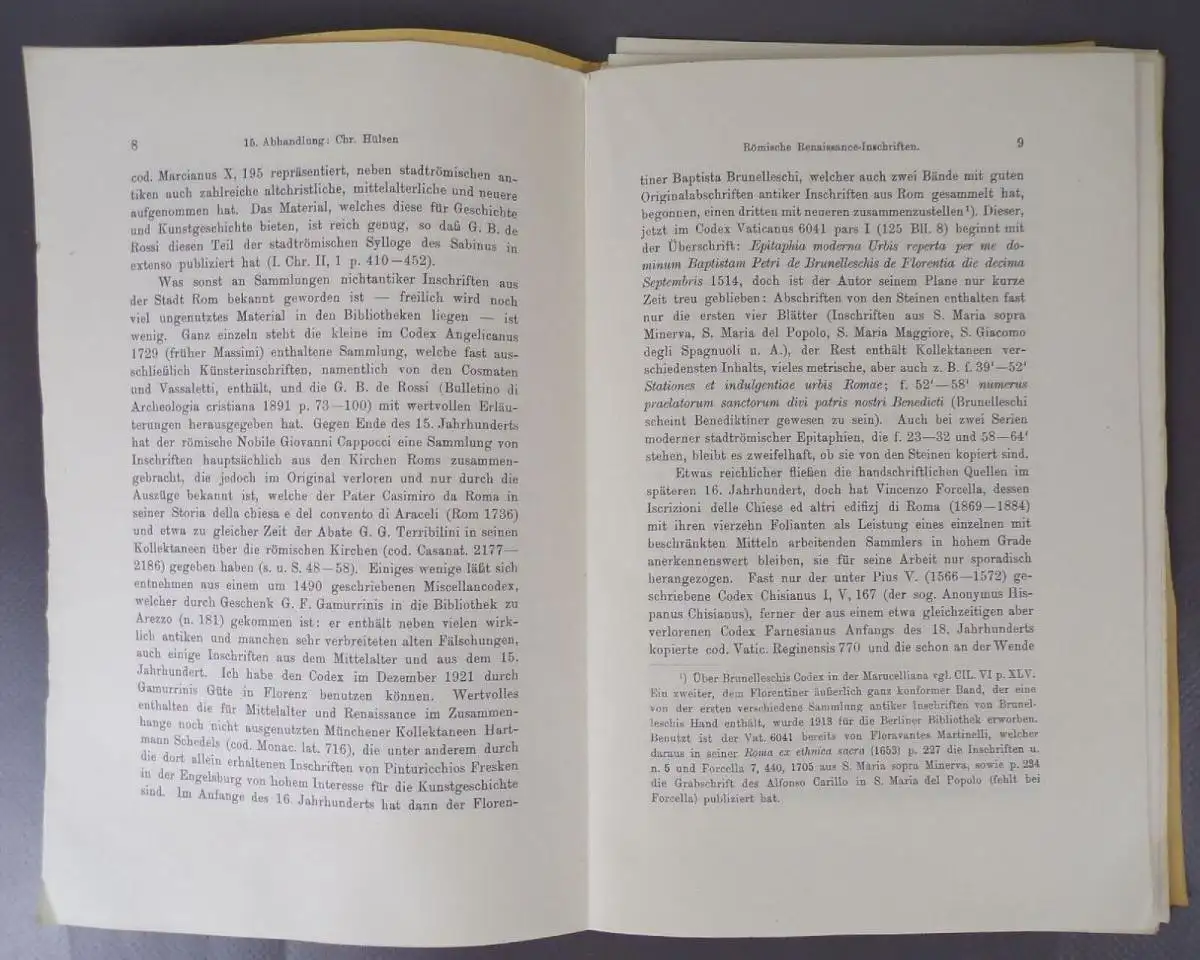 8
15. Abhandlung: Chr. Hülsen
cod. Marcianus X, 195 repräsentiert, neben stadtrömischen an-
tiken auch zahlreiche altchristliche, mittelalterliche und neuere
aufgenommen hat. Das Material, welches diese für Geschichte
und Kunstgeschichte bieten, ist reich genug, so daß G. B. de
Rossi diesen Teil der stadtrömischen Sylloge des Sabinus in
extenso publiziert hat (I. Chr. II, 1 p. 410—452).
Was sonst an Sammlungen nichtantiker Inschriften aus
der Stadt Rom bekannt geworden ist — freilich wird noch
viel ungenutztes Material in den Bibliotheken liegen — ist
wenig. Ganz einzeln steht die kleine im Codex Angelicanus
1729 (früher Massimi) enthaltene Sammlung, welche fast aus-
schließlich Künsterinschriften, namentlich von den Cosmaten
und Vassaletti, enthält, und die G. B. de Rossi (Bulletino di
Archeologia cristiana 1891 p. 73—100) mit wertvollen Erläu-
terungen herausgegeben hat. Gegen Ende des 15. Jahrhunderts
hat der römische Nobile Giovanni Cappocci eine Sammlung von
Inschriften hauptsächlich aus den Kirchen Roms zusammen-
gebracht, die jedoch im Original verloren und nur durch die
Auszüge bekannt ist, welche der Pater Casimiro da Roma in
seiner Storia della chiesa e del convento di Araceli (Rom 1736)
und etwa zu gleicher Zeit der Abate G. G. Terribilini in seinen
Kollektaneen über die römischen Kirchen (cod. Casanat. 2177—
2186) gegeben haben (s. u. S. 48—58). Einiges wenige läßt sich
entnehmen aus einem um 1490 geschriebenen Miscellancodex,
welcher durch Geschenk G. F. Gamurrinis in die Bibliothek zu
Arezzo (n. 181) gekommen ist: er enthält neben vielen wirk-
lich antiken und manchen sehr verbreiteten alten Fälschungen,
auch einige Inschriften aus dem Mittelalter und aus dem 15.
Jahrhundert. Ich habe den Codex im Dezember 1921 durch
Gamurrinis Güte in Florenz benutzen können. Wertvolles
enthalten die für Mittelalter und Renaissance im Zusammen-
hange noch nicht ausgenutzten Münchener Kollektaneen Hart-
mann Schedels (cod. Monac. lat. 716), die unter anderem durch
die dort allein erhaltenen Inschriften von Pinturicchios Fresken
in der Engelsburg von hohem Interesse für die Kunstgeschichte
sind. Im Anfange des 16. Jahrhunderts hat dann der Floren-
Römische Renaissance-Inschriften.
9
tiner Baptista Brunelleschi, welcher auch zwei Bände mit guten
Originalabschriften antiker Inschriften aus Rom gesammelt hat,
begonnen, einen dritten mit neueren zusammenzustellen¹). Dieser,
jetzt im Codex Vaticanus 6041 pars I (125 Bll. 8) beginnt mit
der Überschrift: Epitaphia moderna Urbis reperta per me do-
minum Baptistam Petri de Brunelleschis de Florentia die decima
Septembris 1514, doch ist der Autor seinem Plane nur kurze
Zeit treu geblieben: Abschriften von den Steinen enthalten fast
nur die ersten vier Blätter (Inschriften aus S. Maria sopra
Minerva, S. Maria del Popolo, S. Maria Maggiore, S. Giacomo
degli Spagnuoli u. A.), der Rest enthält Kollektaneen ver-
schiedensten Inhalts, vieles metrische, aber auch z. B. f. 39'—52'
Stationes et indulgentiae urbis Romae; f. 52'—58' numerus
praelatorum sanctorum divi patris nostri Benedicti (Brunelleschi
scheint Benediktiner gewesen zu sein). Auch bei zwei Serien
moderner stadtrömischer Epitaphien, die f. 23—32 und 58—64'
stehen, bleibt es zweifelhaft, ob sie von den Steinen kopiert sind.
Etwas reichlicher fließen die handschriftlichen Quellen im
späteren 16. Jahrhundert, doch hat Vincenzo Forcella, dessen
Iscrizioni delle Chiese ed altri edifizj di Roma (1869—1884)
mit ihren vierzehn Folianten als Leistung eines einzelnen mit
beschränkten Mitteln arbeitenden Sammlers in hohem Grade
anerkennenswert bleiben, sie für seine Arbeit nur sporadisch
herangezogen. Fast nur der unter Pius V. (1566—1572) ge-
schriebene Codex Chisianus I, V, 167 (der sog. Anonymus His-
panus Chisianus), ferner der aus einem etwa gleichzeitigen aber
verlorenen Codex Farnesianus Anfangs des 18. Jahrhunderts
kopierte cod. Vatic. Reginensis 770 und die schon an der Wende
¹) Über Brunelleschis Codex in der Marucelliana vgl. CIL. VI p. XLV.
Ein zweiter, dem Florentiner äußerlich ganz konformer Band, der eine
von der ersten verschiedene Sammlung antiker Inschriften von Brunel-
leschis Hand enthält, wurde 1913 für die Berliner Bibliothek erworben.
Benutzt ist der Vat. 6041 bereits von Floravantes Martinelli, welcher
daraus in seiner Roma ex ethnica sacra (1653) p. 227 die Inschriften u.
n. 5 und Forcella 7, 440, 1705 aus S. Maria sopra Minerva, sowie p. 234
die Grabschrift des Alfonso Carillo in S. Maria del Popolo (fehlt bei
Forcella) publiziert hat.